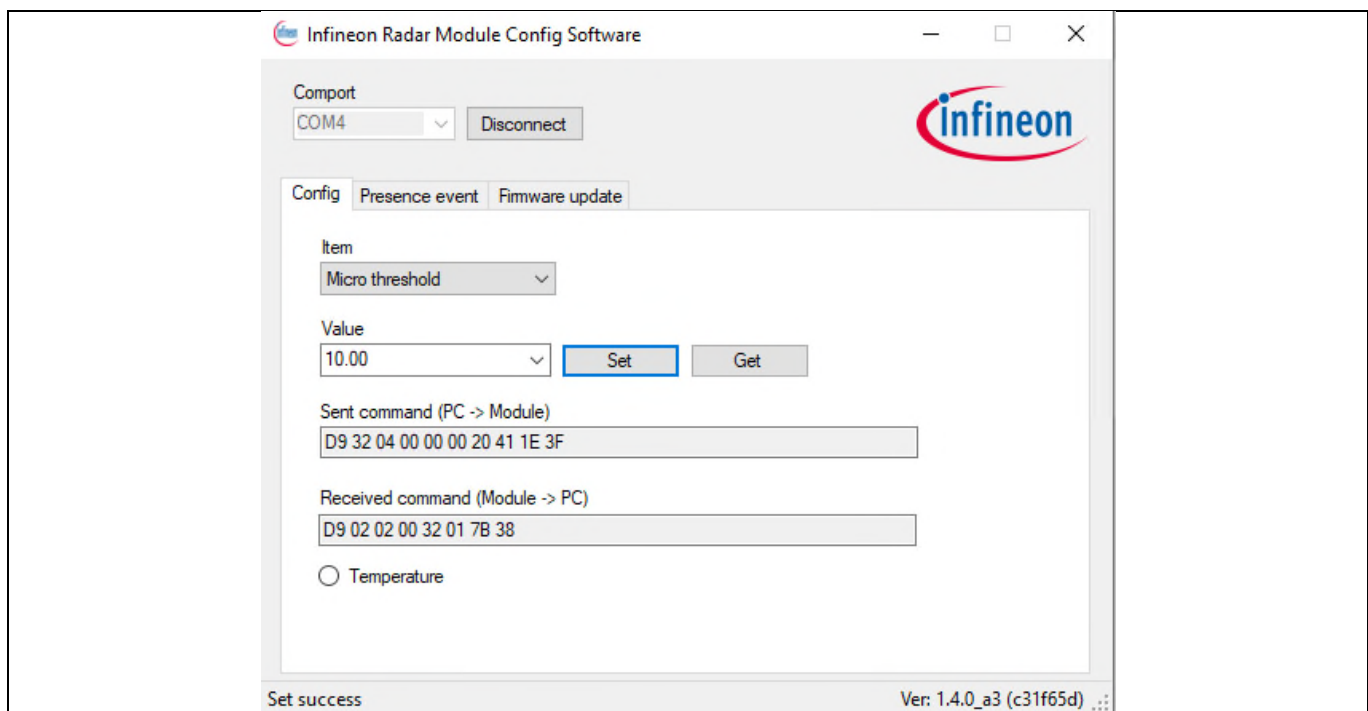 Infineon Radar Module Config Software
Comport
COM4
Disconnect
infineon
Config Presence event Firmware update
Item
Micro threshold
Value
10.00
Set Get
Sent command (PC -> Module)
D9 32 04 00 00 00 20 41 1E 3F
Received command (Module -> PC)
D9 02 02 00 32 01 7B 38
Temperature
Set success Ver: 1.4.0_a3 (c31f65d)